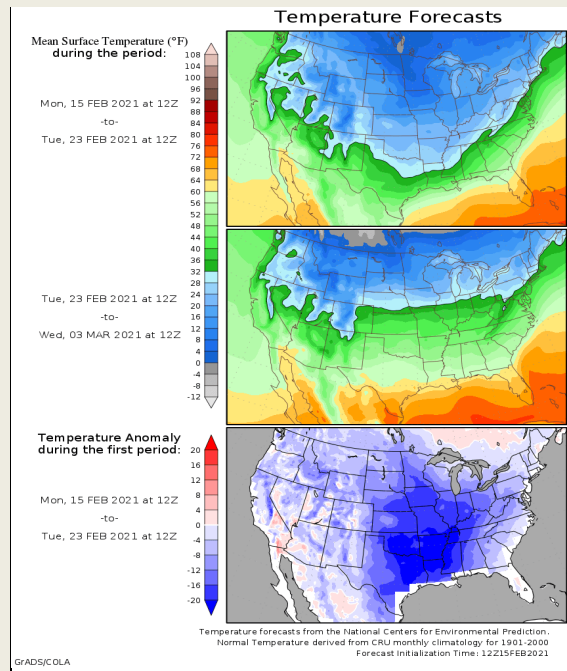 Temperature Forecasts
Mean Surface Temperature (°F)
during the period:
Mon, 15 FEB 2021 at 12Z
-to-
Tue, 23 FEB 2021 at 12Z
108
104
100
96
92
88
84
80
76
72
68
64
60
56
52
48
44
40
36
32
28
24
20
16
12
8
4
0
-4
-8
-12
Tue, 23 FEB 2021 at 12Z
-to-
Wed, 03 MAR 2021 at 12Z
Temperature Anomaly
during the first period:
Mon, 15 FEB 2021 at 12Z
-to-
Tue, 23 FEB 2021 at 12Z
20
16
12
8
4
0
-4
-8
-12
-16
-20
Temperature forecasts from the National Centers for Environmental Prediction.
Normal Temperature derived from CRU monthly climatology for 1901-2000
Forecast Initialization Time: 12Z15FEB2021
GrADS/COLA